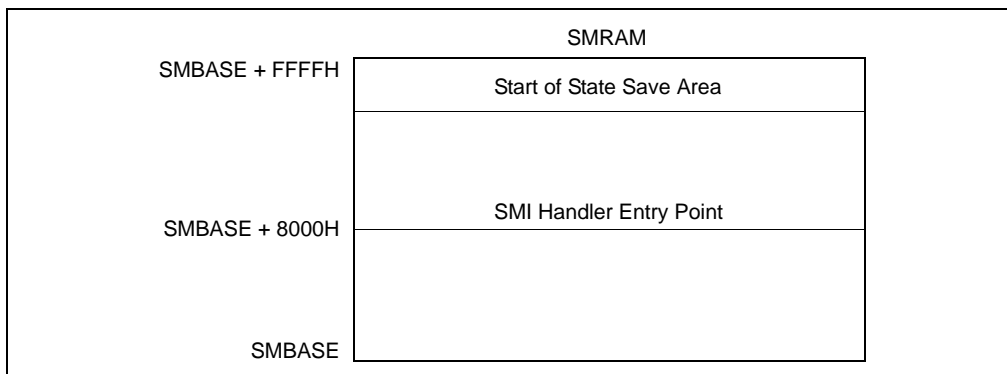 SMRAM
SMBASE + FFFFH
Start of State Save Area
SMI Handler Entry Point
SMBASE + 8000H
SMBASE